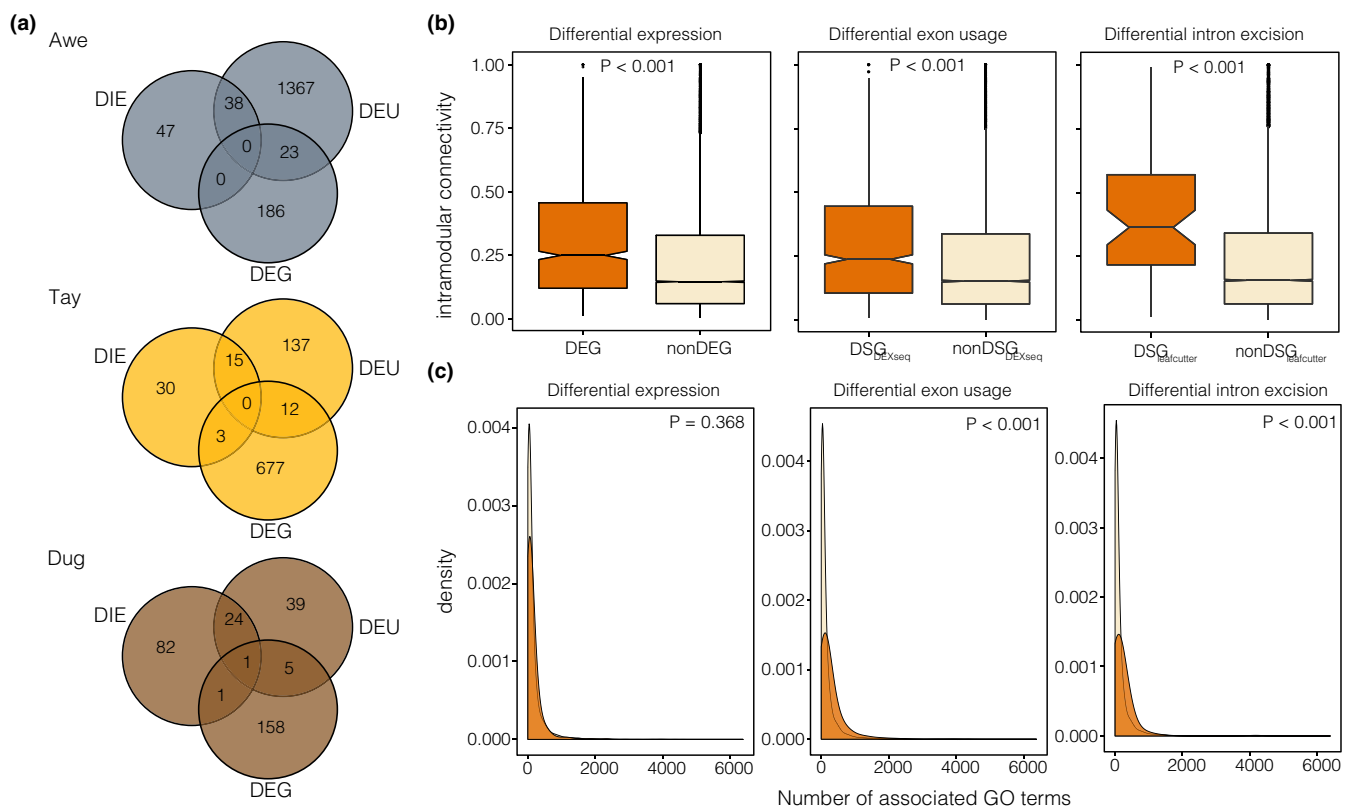 (a)
Awe
DIE
DEU
38
1367
47
0
23
0
186
DEG
Tay
DIE
DEU
15
137
30
0
12
3
677
DEG
Dug
DIE
DEU
24
39
82
1
5
1
158
DEG
(b)
Differential expression
Differential exon usage
Differential intron excision
P < 0.001
P < 0.001
P < 0.001
intramodular connectivity
1.00
0.75
0.50
0.25
0.00
DEG
nonDEG
DSG DEXseq
nonDSG DEXseq
DSG leafcutter
nonDSG leafcutter
(c)
Differential expression
Differential exon usage
Differential intron excision
P = 0.368
P < 0.001
P < 0.001
density
0.004
0.003
0.002
0.001
0.000
0.004
0.003
0.002
0.001
0.000
0.004
0.003
0.002
0.001
0.000
0 2000 4000 6000
0 2000 4000 6000
0 2000 4000 6000
Number of associated GO terms